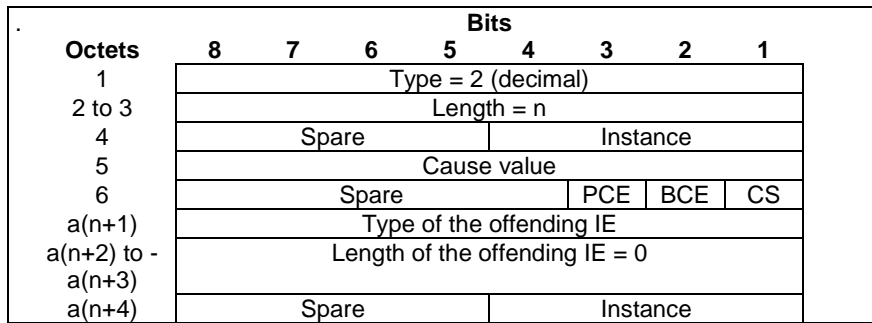 . Bits
Octets 8 7 6 5 4 3 2 1
1 Type = 2 (decimal)
2 to 3 Length = n
4 Spare Instance
5 Cause value
6 Spare PCE BCE CS
a(n+1) Type of the offending IE
a(n+2) to - Length of the offending IE = 0
a(n+3)
a(n+4) Spare Instance